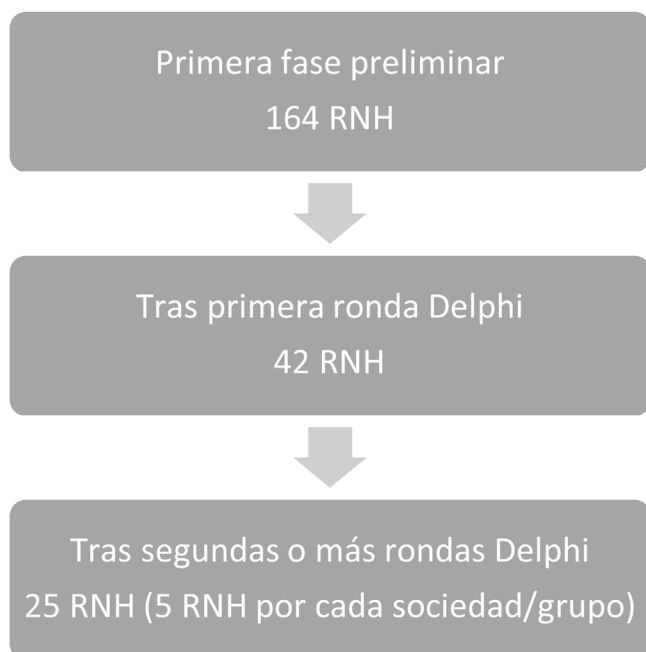 Primera fase preliminar
164 RNH
Tras primera ronda Delphi
42 RNH
Tras segundas o más rondas Delphi
25 RNH (5 RNH por cada sociedad/grupo)